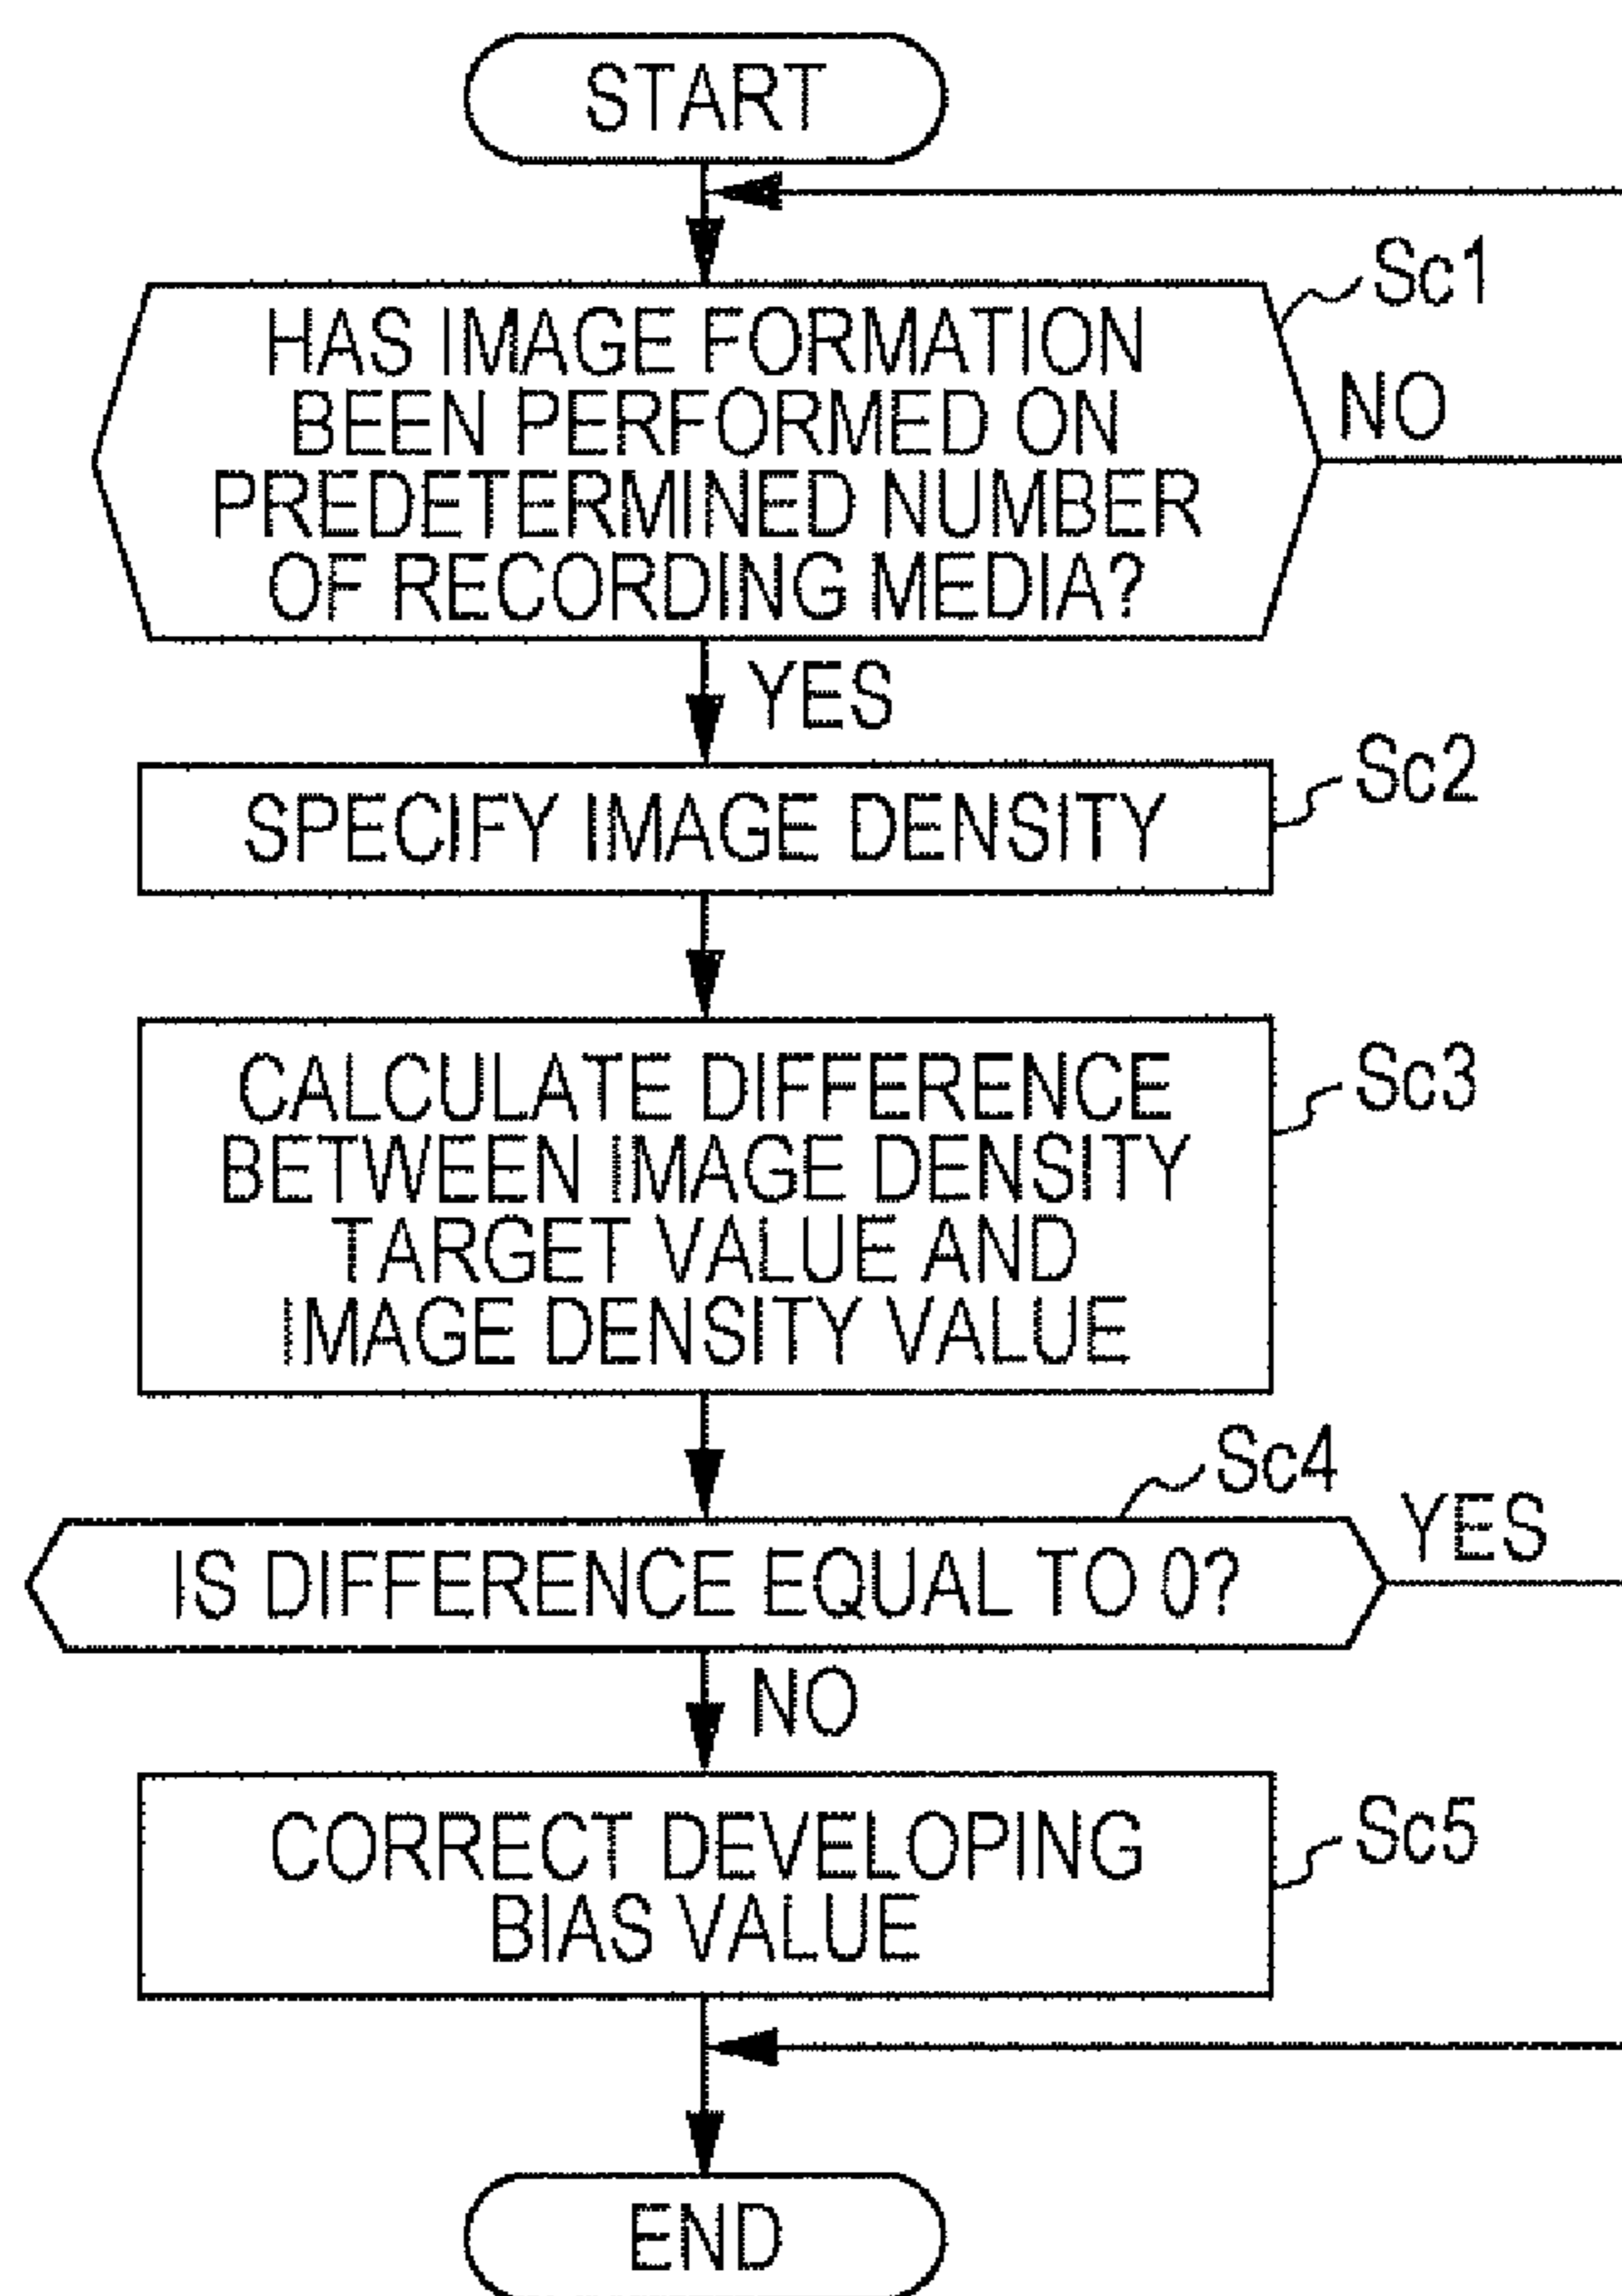 START
Sc1
HAS IMAGE FORMATION
BEEN PERFORMED ON
PREDETERMINED NUMBER
OF RECORDING MEDIA?
NO
YES
Sc2
SPECIFY IMAGE DENSITY
Sc3
CALCULATE DIFFERENCE
BETWEEN IMAGE DENSITY
TARGET VALUE AND
IMAGE DENSITY VALUE
Sc4
YES
IS DIFFERENCE EQUAL TO 0?
NO
Sc5
CORRECT DEVELOPING
BIAS VALUE
END